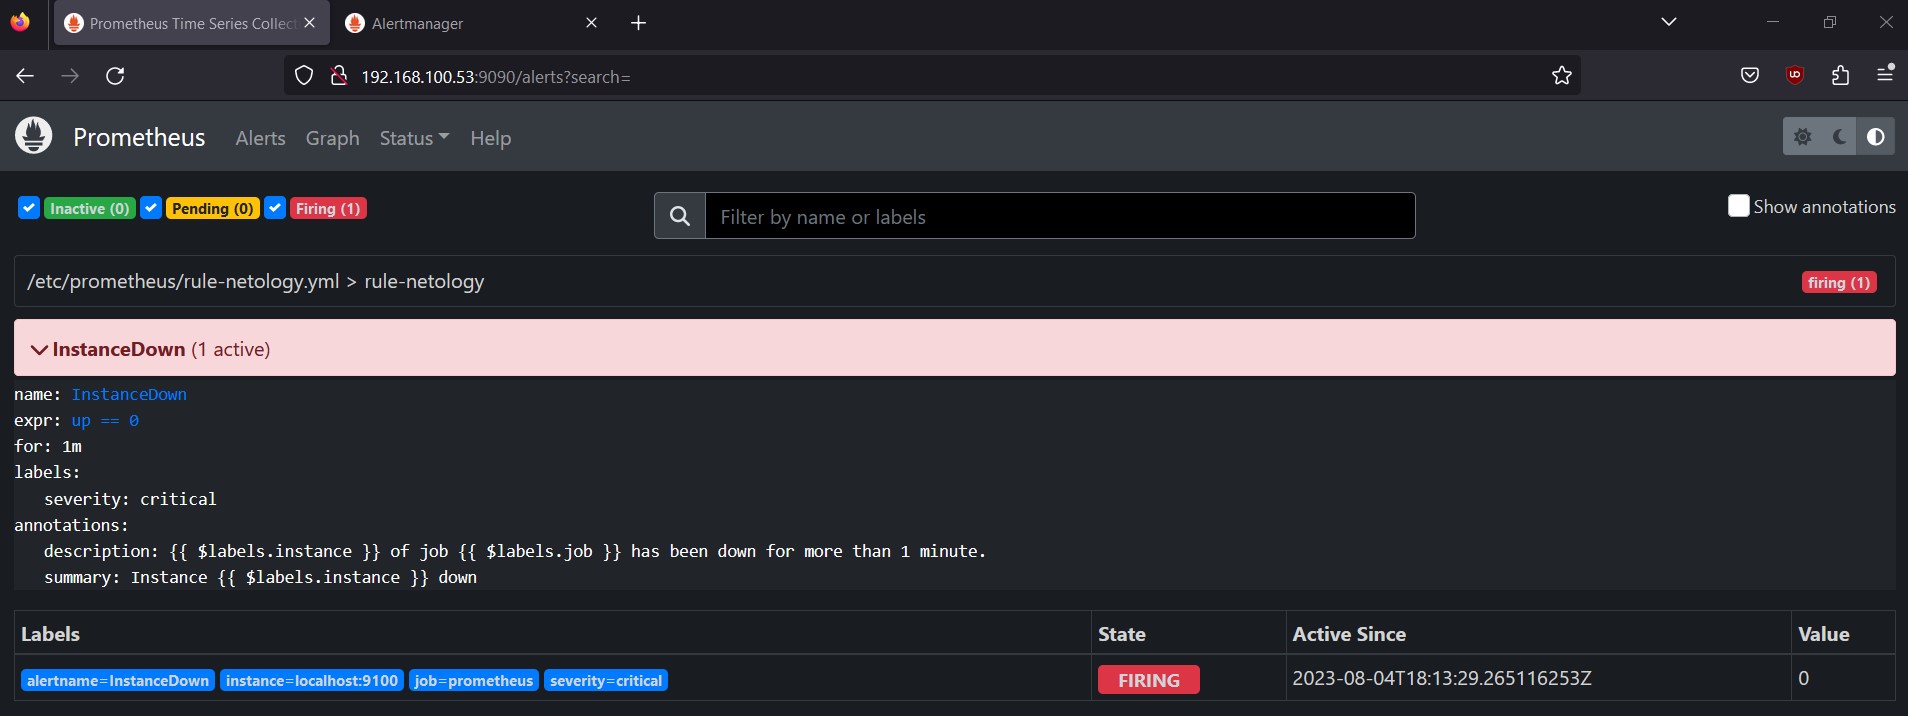 Prometheus Time Series Collect
Alertmanager
192.168.100.53:9090/alerts?search=
Prometheus Alerts Graph Status Help
Inactive (0) Pending (0) Firing (1) Filter by name or labels Show annotations
/etc/prometheus/rule-netology.yml > rule-netology firing (1)
InstanceDown (1 active)
name: InstanceDown
expr: up == 0
for: 1m
labels:
severity: critical
annotations:
description: {{ $labels.instance }} of job {{ $labels.job }} has been down for more than 1 minute.
summary: Instance {{ $labels.instance }} down
Labels State Active Since Value
alertname=InstanceDown instance=localhost:9100 job=prometheus severity=critical FIRING 2023-08-04T18:13:29.265116253Z 0